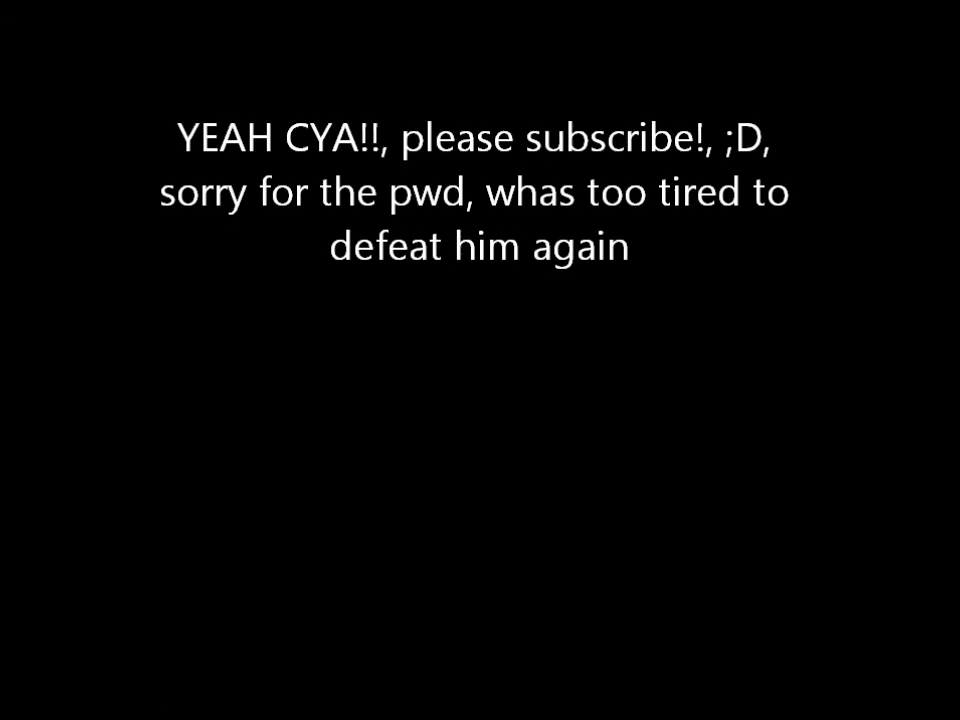 YEAH CYA!!, please subscribe!, ;D,
sorry for the pwd, whas too tired to
defeat him again